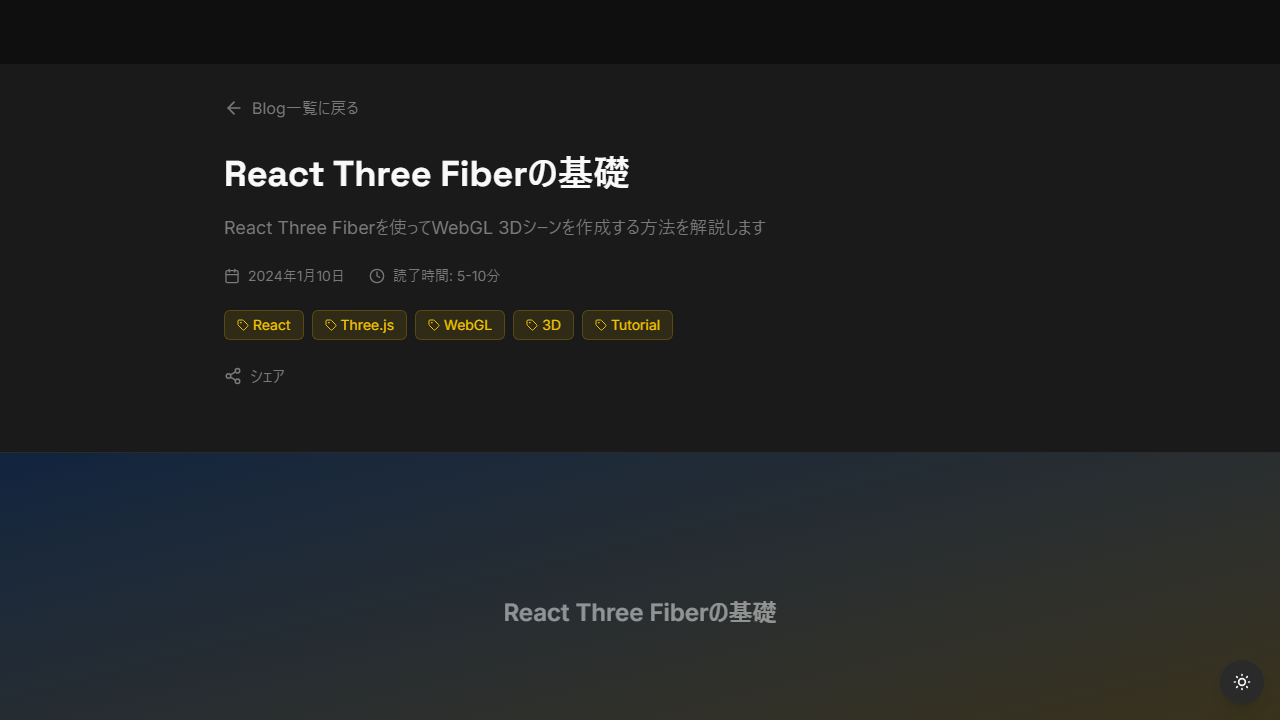 Blog一覧に戻る
React Three Fiberの基礎
React Three Fiberを使ってWebGL 3Dシーンを作成する方法を解説します
2024年1月10日 読了時間: 5-10分
React Three.js WebGL 3D Tutorial
シェア
React Three Fiberの基礎